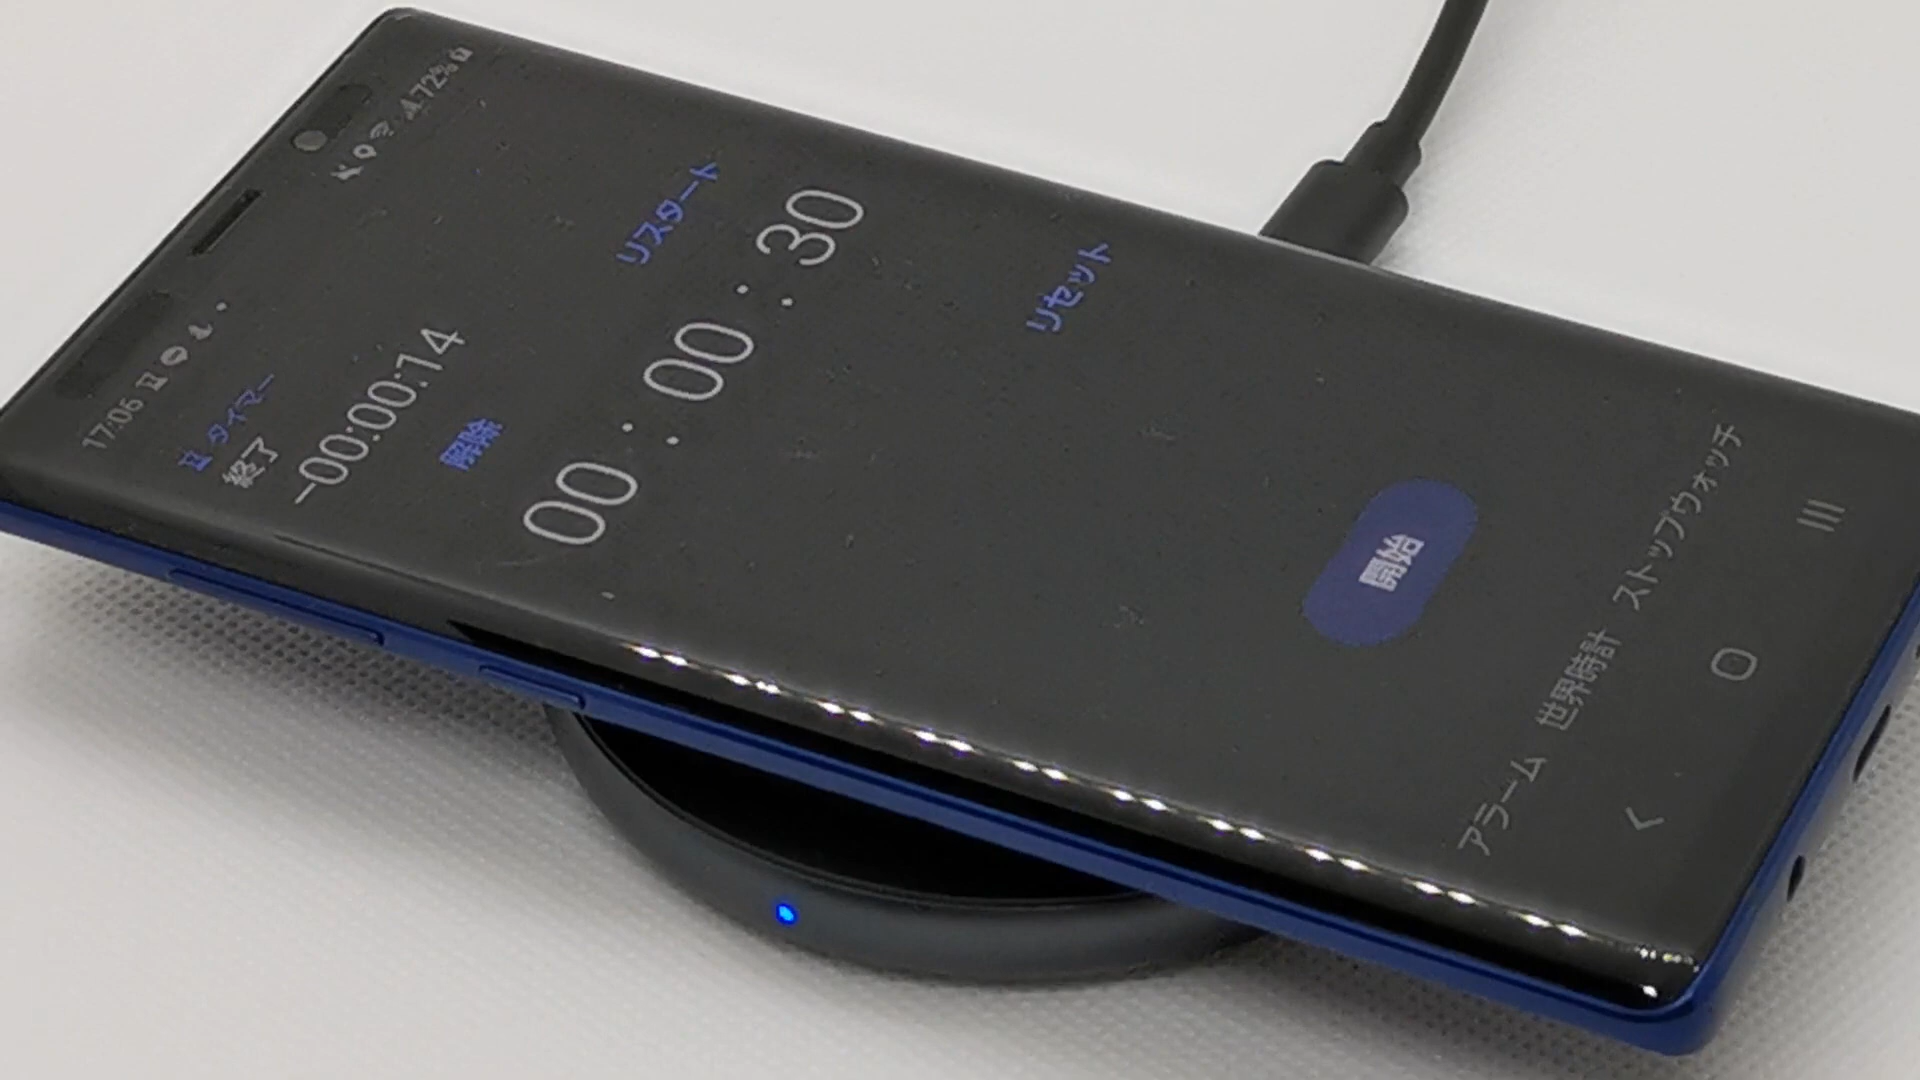 17:06
72%
タイマー
終了
-00:00:14
解除
リスタート
00:00:30
リセット
開始
アラーム 世界時計 ストップウォッチ